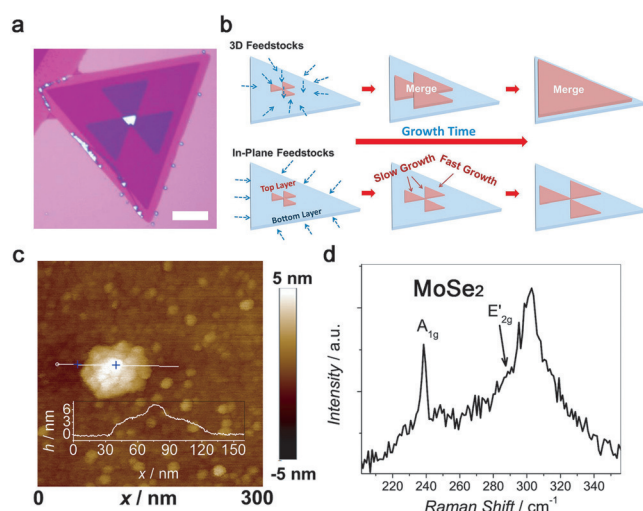 a
b
3D Feedstocks
Merge
Merge
Growth Time
In-Plane Feedstocks
Top Layer
Bottom Layer
Slow Growth
Fast Growth
c
5 nm
-5 nm
h / nm
6
3
0
0 30 60 90 120 150
x / nm
0 x / nm 300
d
MoSe2
A1g
E'2g
Intensity / a.u.
220 240 260 280 300 320 340
Raman Shift / cm-1